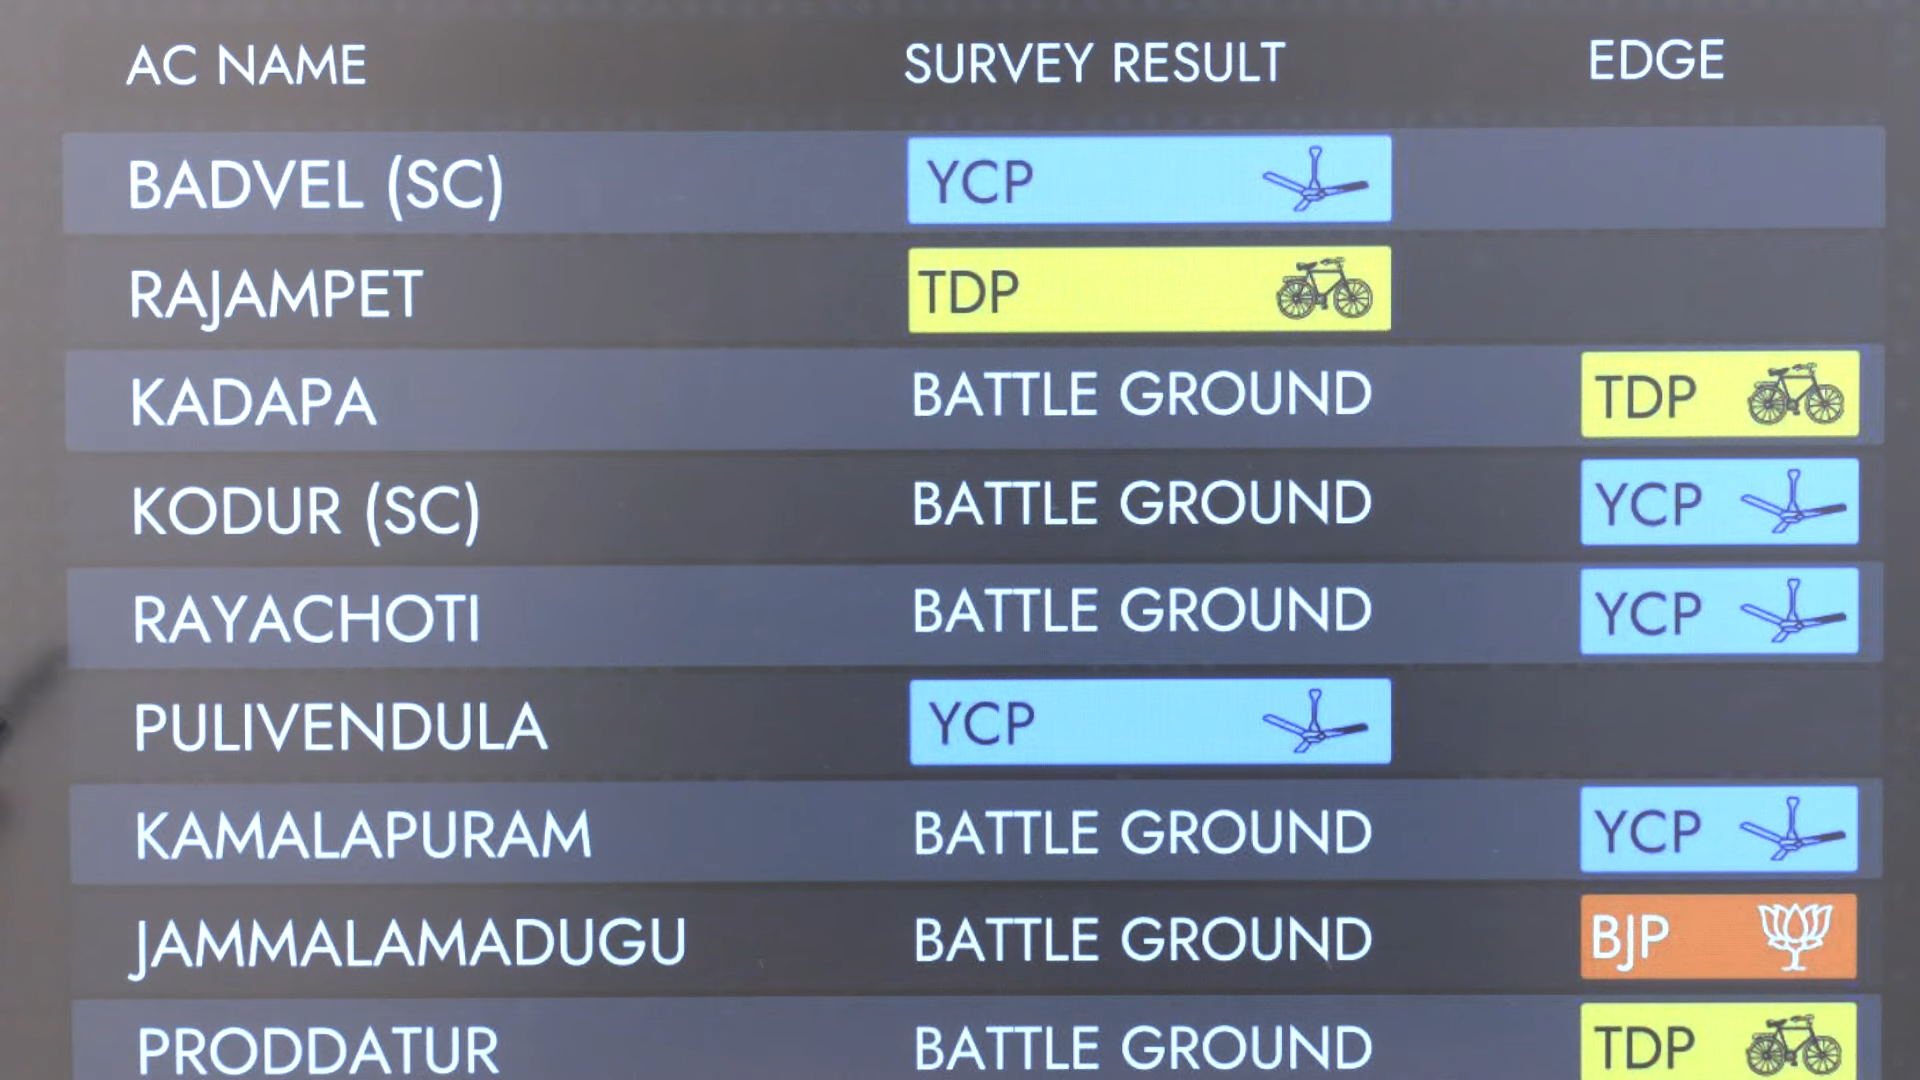 AC NAME SURVEY RESULT EDGE
BADVEL (SC) YCP
RAJAMPET TDP
KADAPA BATTLE GROUND TDP
KODUR (SC) BATTLE GROUND YCP
RAYACHOTI BATTLE GROUND YCP
PULIVENDULA YCP
KAMALAPURAM BATTLE GROUND YCP
JAMMALAMADUGU BATTLE GROUND BJP
PRODDATUR BATTLE GROUND TDP